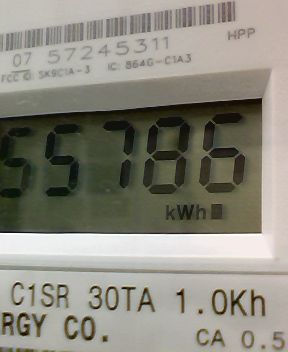 HPP
07 57245311
FCC ID: SK9C1A-3 IC: 864G-C1A3
55786
kWh
C1SR 30TA 1.0Kh
RGY CO.
CA 0.5